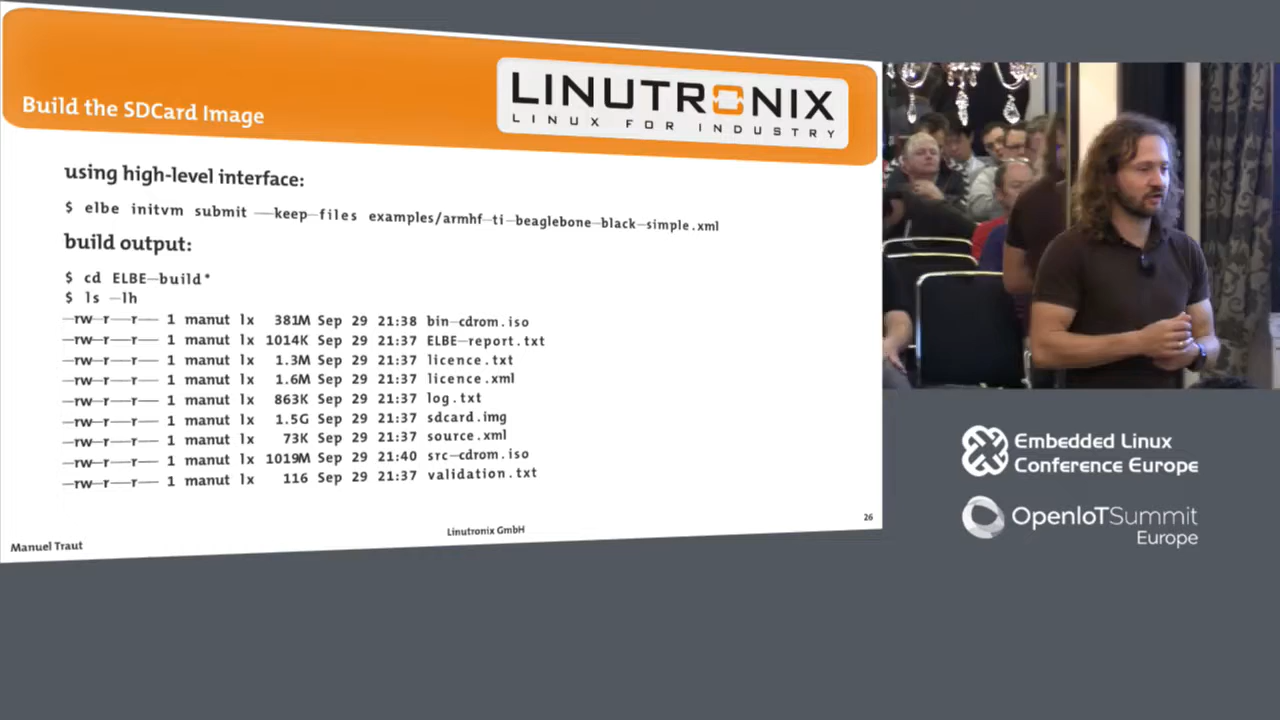 Build the SDCard Image
LINUTRONIX
LINUX FOR INDUSTRY
using high-level interface:
$ elbe initvm submit --keep-files examples/armhf-ti-beaglebone-black-simple.xml
build output:
$ cd ELBE-build*
$ ls -lh
-rw-r--r-- 1 manut lx 381M Sep 29 21:38 bin-cdrom.iso
-rw-r--r-- 1 manut lx 1014K Sep 29 21:37 ELBE-report.txt
-rw-r--r-- 1 manut lx 1.3M Sep 29 21:37 licence.txt
-rw-r--r-- 1 manut lx 1.6M Sep 29 21:37 licence.xml
-rw-r--r-- 1 manut lx 863K Sep 29 21:37 log.txt
-rw-r--r-- 1 manut lx 1.5G Sep 29 21:37 sdcard.img
-rw-r--r-- 1 manut lx 73K Sep 29 21:37 source.xml
-rw-r--r-- 1 manut lx 1019M Sep 29 21:40 src-cdrom.iso
-rw-r--r-- 1 manut lx 116 Sep 29 21:37 validation.txt
Manuel Traut
Linutronix GmbH
26
Embedded Linux
Conference Europe
OpenIoTSummit
Europe